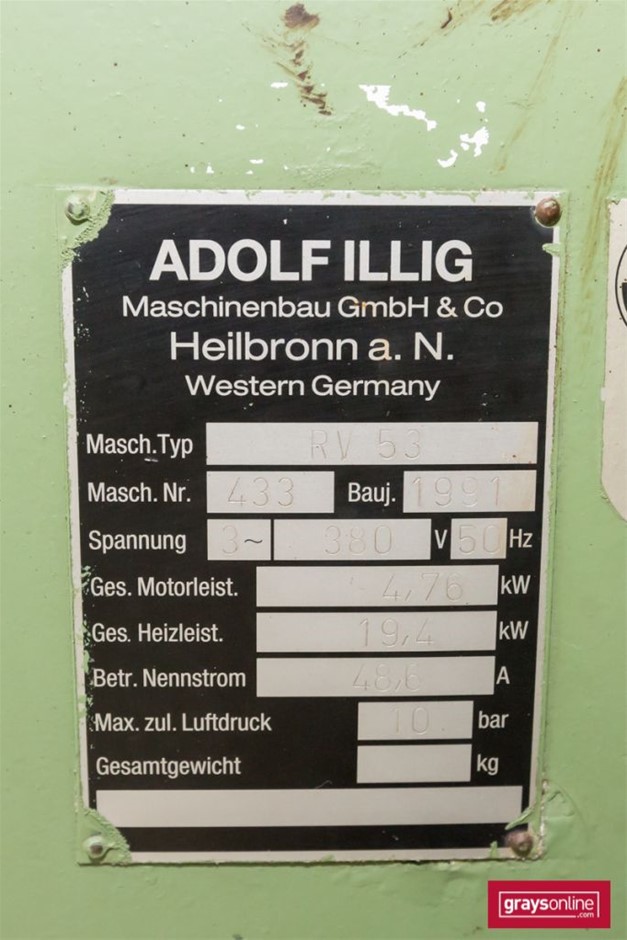 ADOLF ILLIG
Maschinenbau GmbH & Co
Heilbronn a. N.
Western Germany
Masch.Typ RV 53
Masch. Nr. 433 Bauj. 1991
Spannung 3~ 380 V 50 Hz
Ges. Motorleist. 4,76 kW
Ges. Heizleist. 19,4 kW
Betr. Nennstrom 48,6 A
Max. zul. Luftdruck 10 bar
Gesamtgewicht kg
graysonline
.com